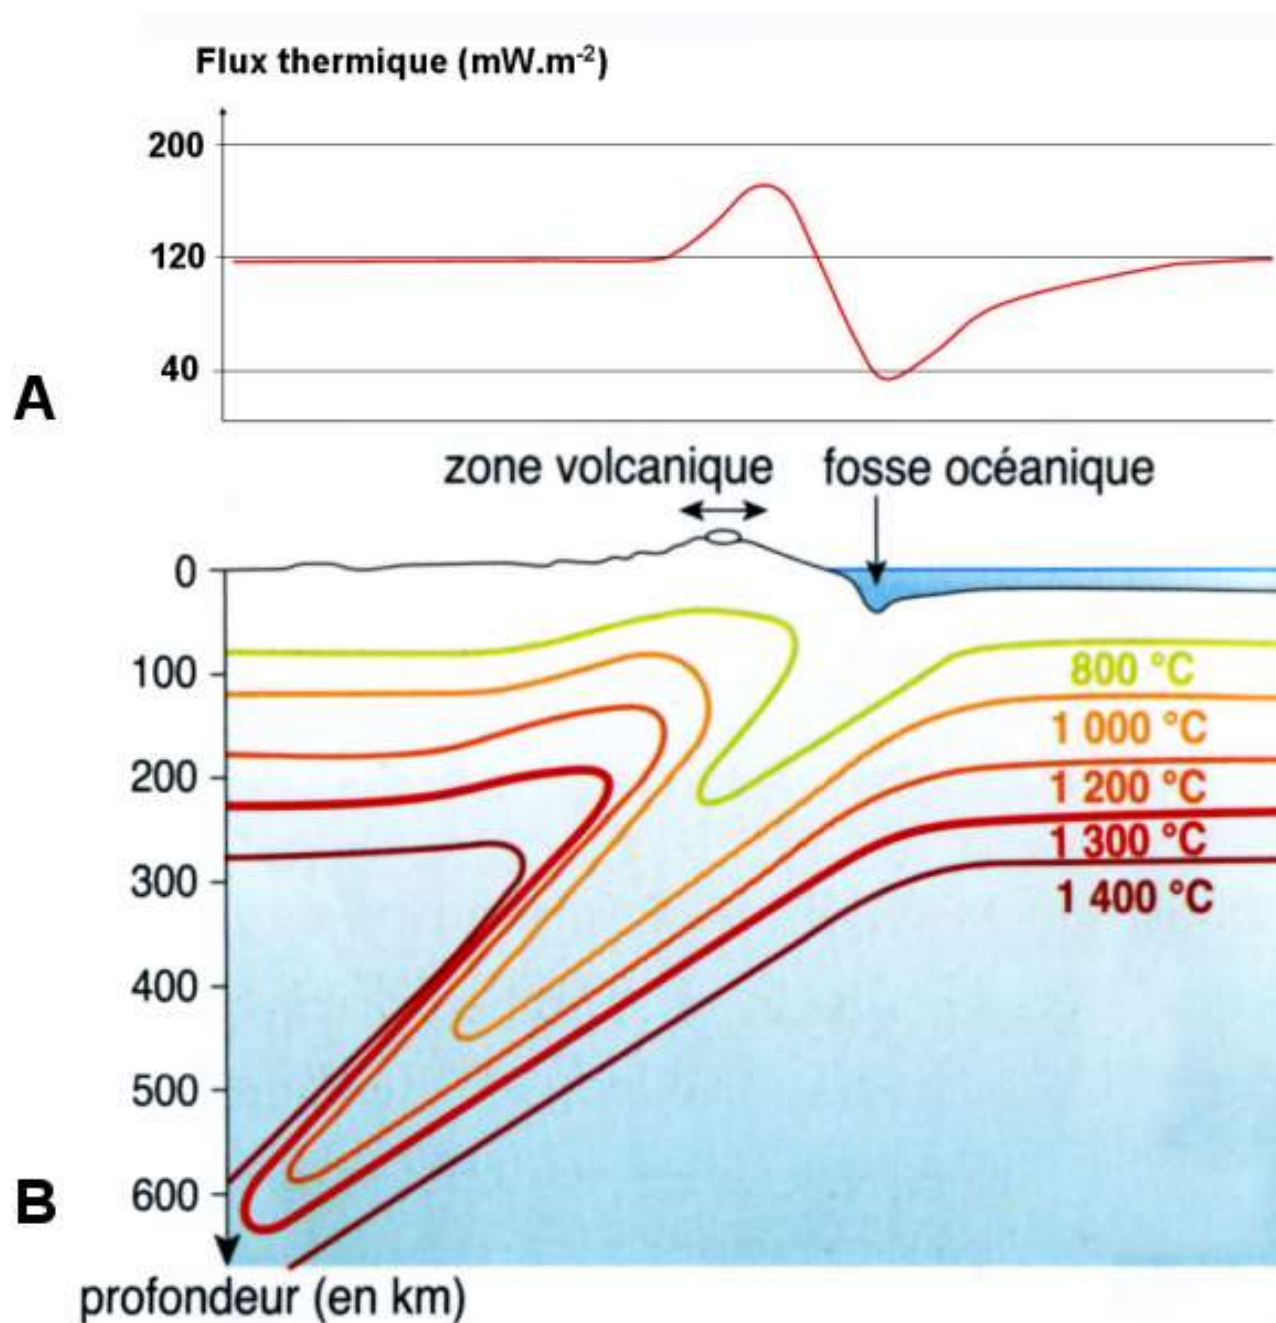 Flux thermique (mW.m-2)
200
120
40
A
zone volcanique
fosse océanique
0
100
800 °C
1 000 °C
200
1 200 °C
1 300 °C
300
1 400 °C
400
500
600
B
profondeur (en km)